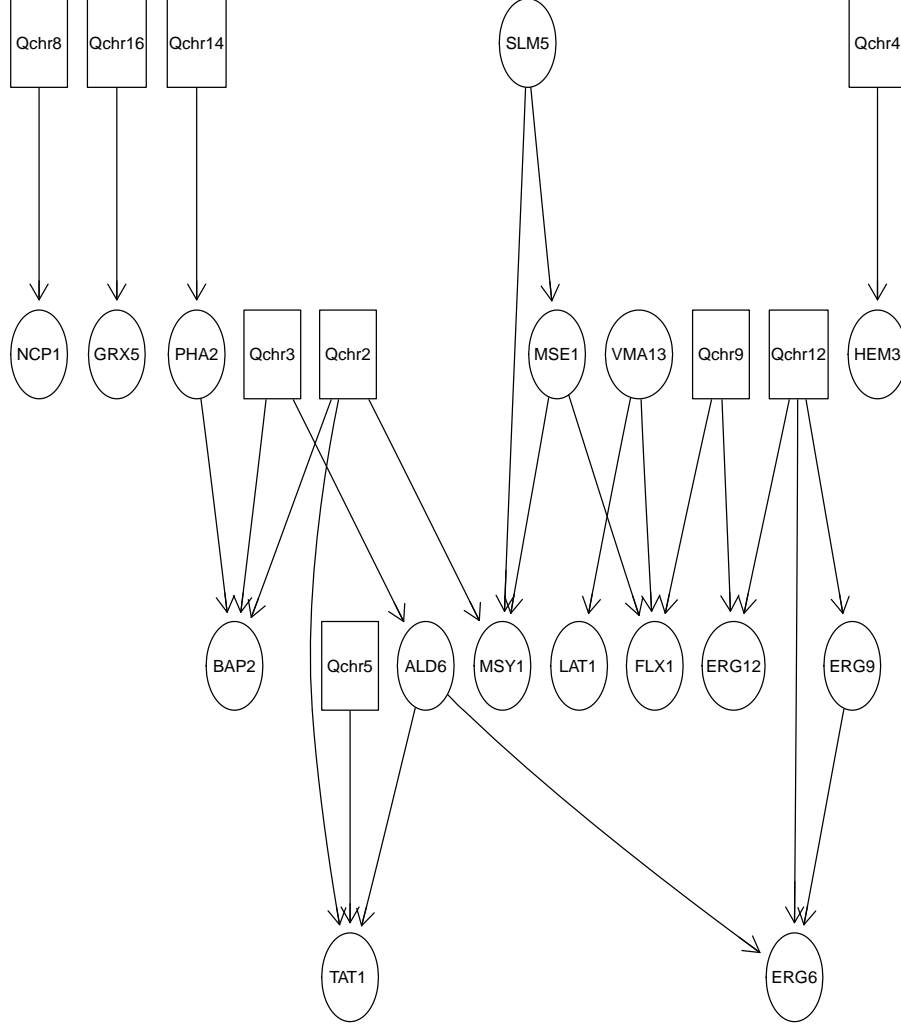 Qchr8 Qchr16 Qchr14 SLM5 Qchr4
NCP1 GRX5 PHA2 Qchr3 Qchr2 MSE1 VMA13 Qchr9 Qchr12 HEM3
BAP2 Qchr5 ALD6 MSY1 LAT1 FLX1 ERG12 ERG9
TAT1 ERG6